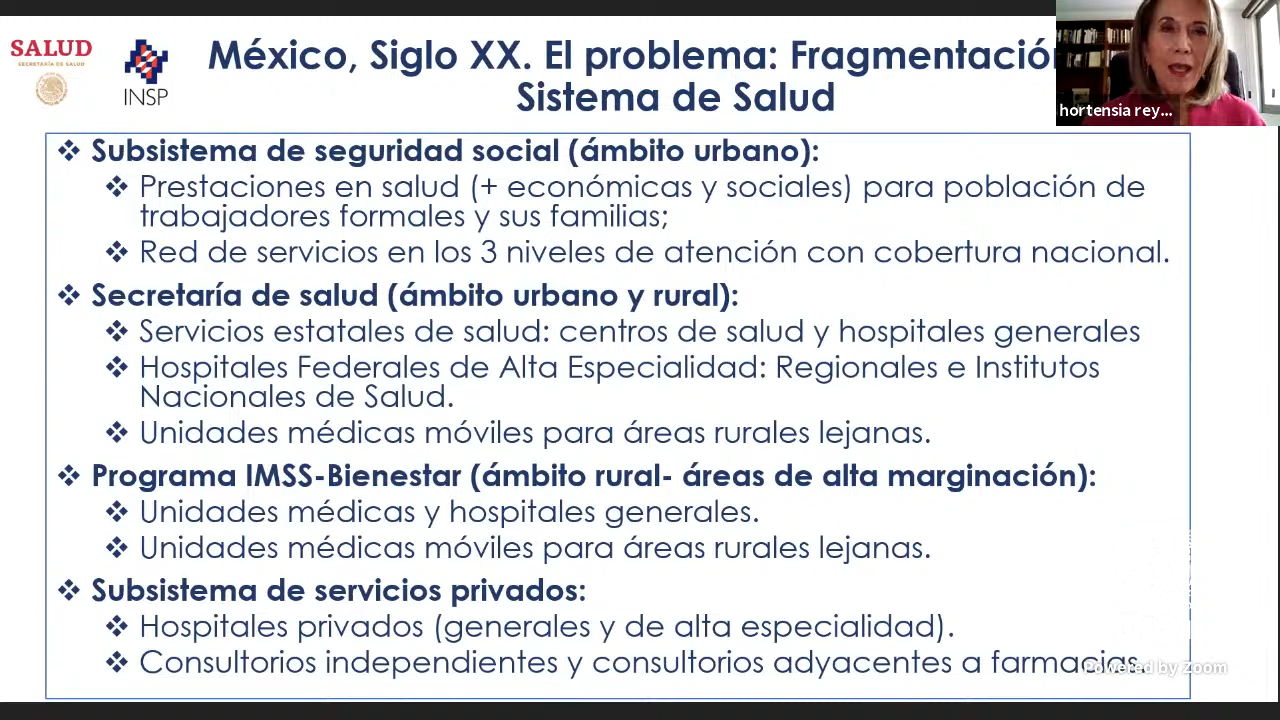 SALUD
SECRETARÍA DE SALUD
INSP
México, Siglo XX. El problema: Fragmentación
Sistema de Salud
hortensia rey...
❖ Subsistema de seguridad social (ámbito urbano):
❖ Prestaciones en salud (+ económicas y sociales) para población de
trabajadores formales y sus familias;
❖ Red de servicios en los 3 niveles de atención con cobertura nacional.
❖ Secretaría de salud (ámbito urbano y rural):
❖ Servicios estatales de salud: centros de salud y hospitales generales
❖ Hospitales Federales de Alta Especialidad: Regionales e Institutos
Nacionales de Salud.
❖ Unidades médicas móviles para áreas rurales lejanas.
❖ Programa IMSS-Bienestar (ámbito rural- áreas de alta marginación):
❖ Unidades médicas y hospitales generales.
❖ Unidades médicas móviles para áreas rurales lejanas.
❖ Subsistema de servicios privados:
❖ Hospitales privados (generales y de alta especialidad).
❖ Consultorios independientes y consultorios adyacentes a farmacias.
Powered by Zoom